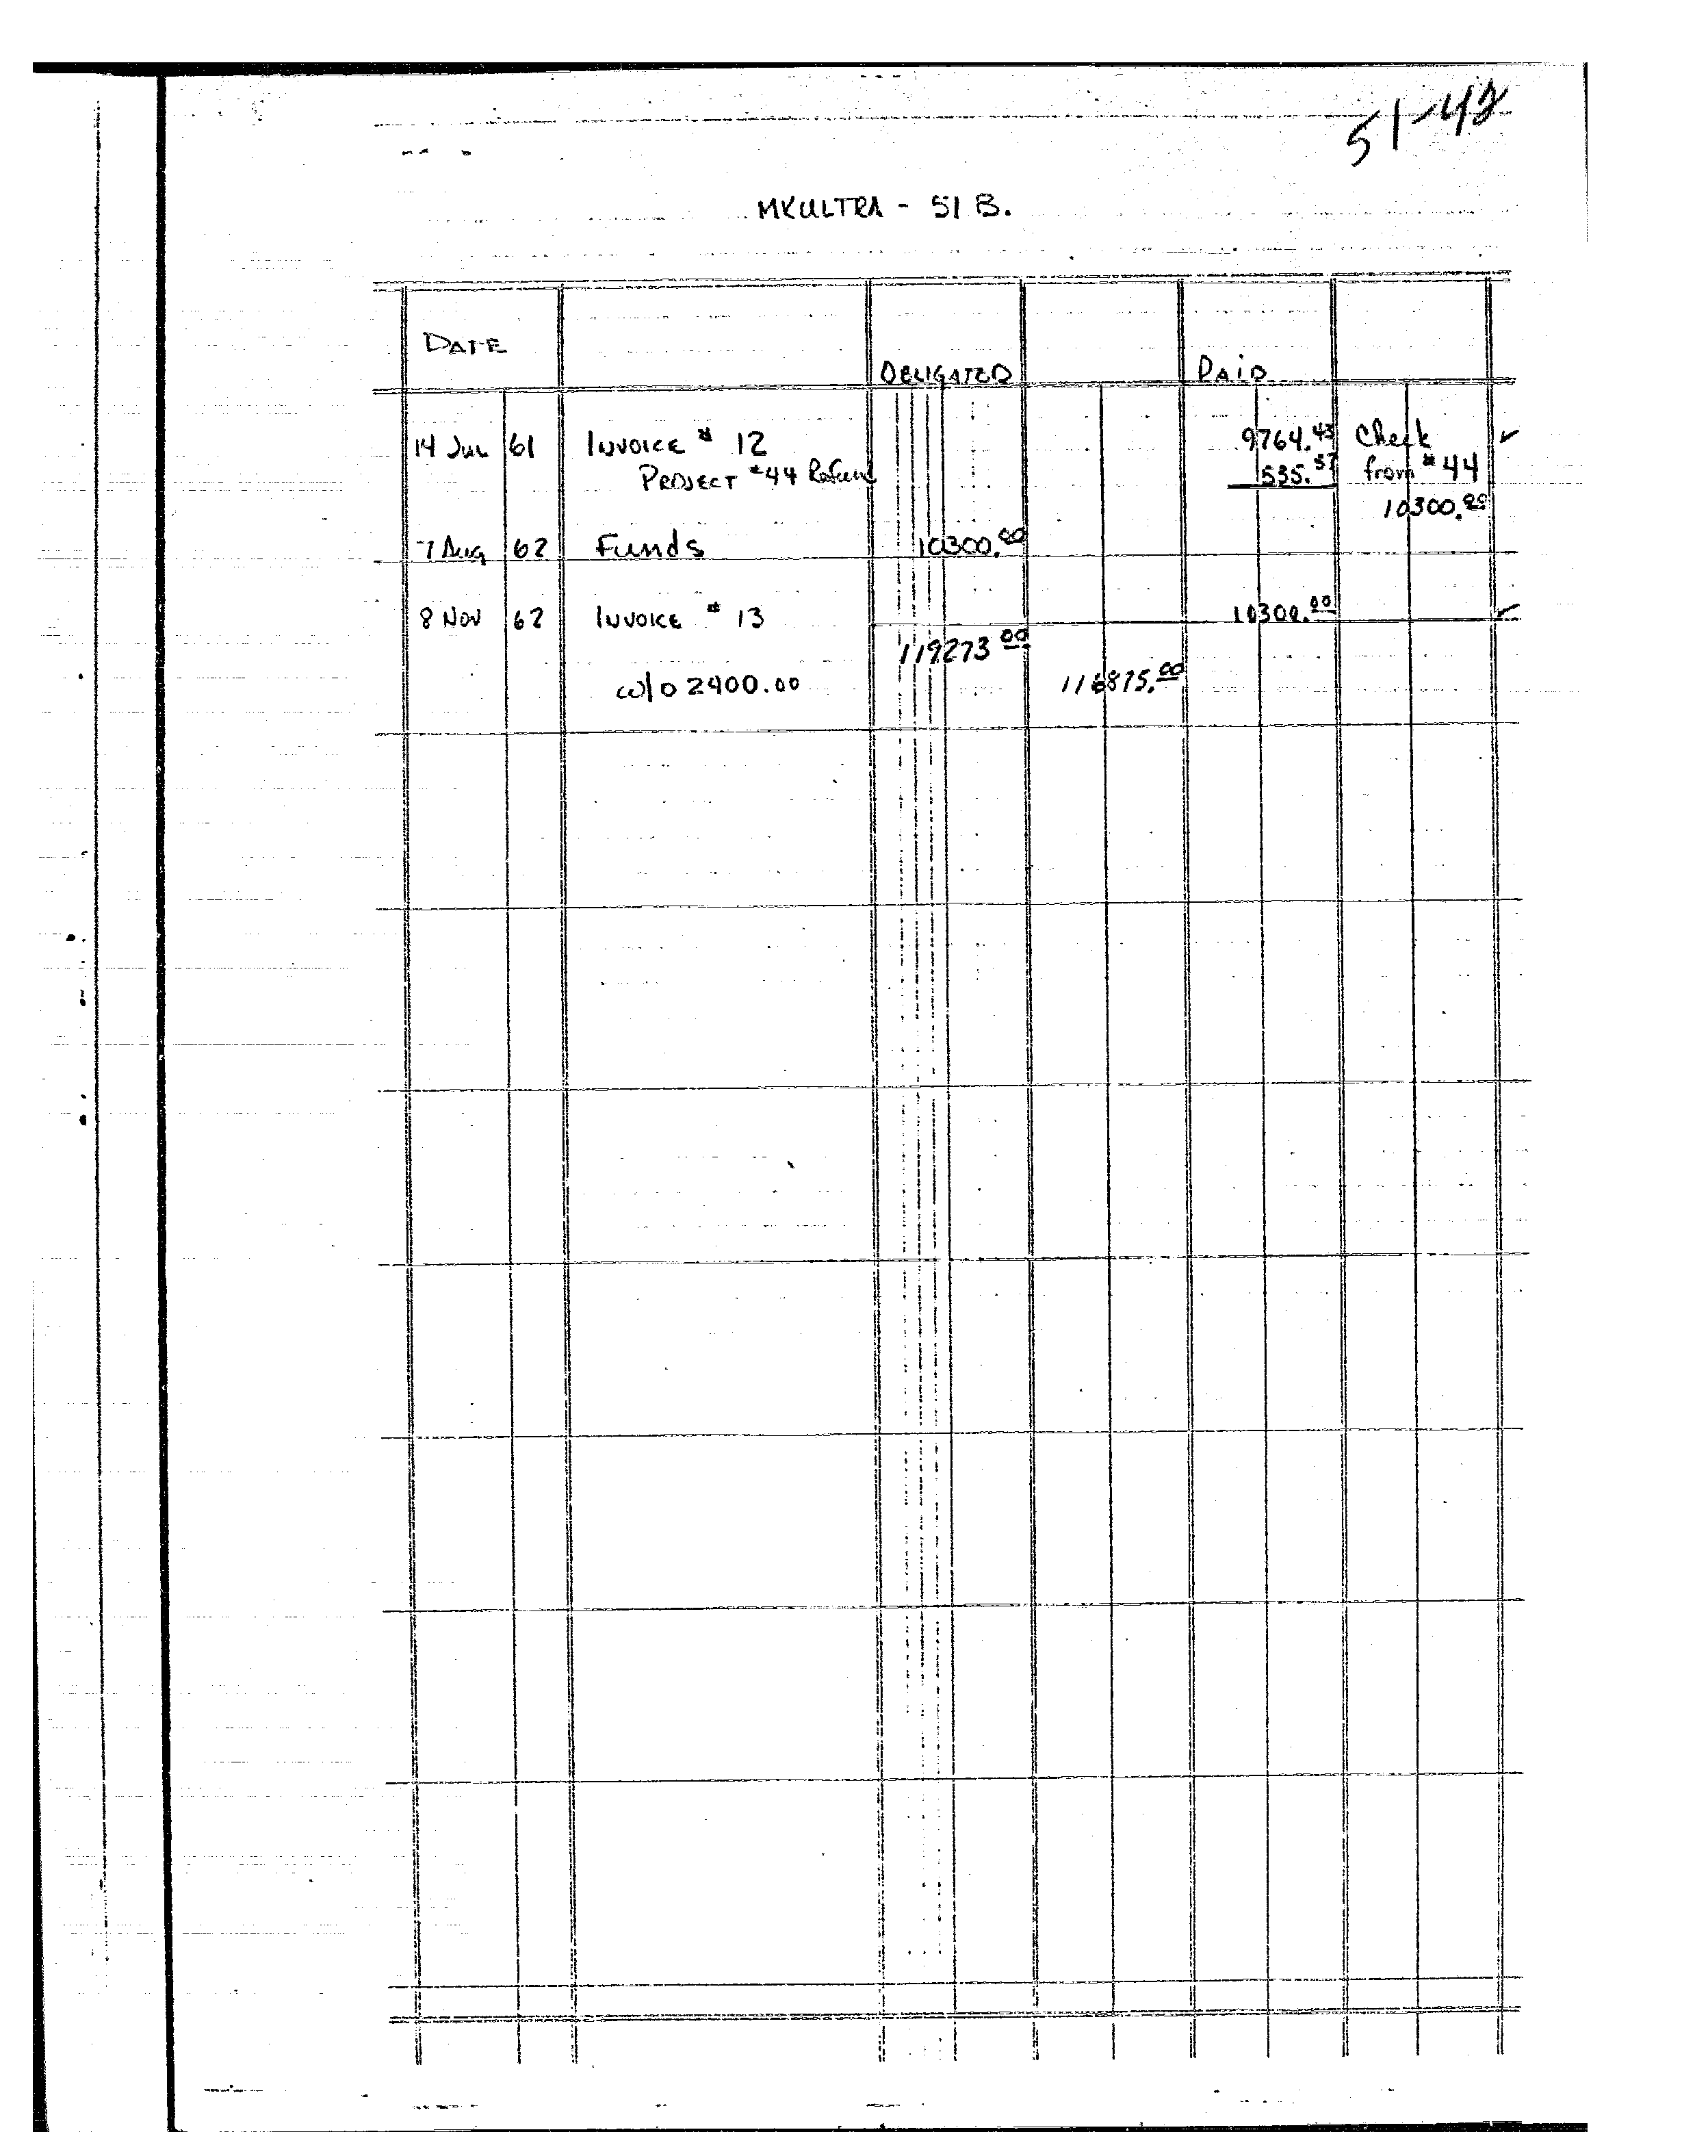 51-42
MKULTRA - 51 B.
DATE
OBLIGATED PAID
14 JUL 61 INVOICE # 12 9764.43 Check
PROJECT #44 Refund 535.57 from #44
10300.00
7 Aug 62 Funds 10300.00
8 NOV 62 INVOICE # 13 10300.00
119273 00
w/o 2400.00 116875.00